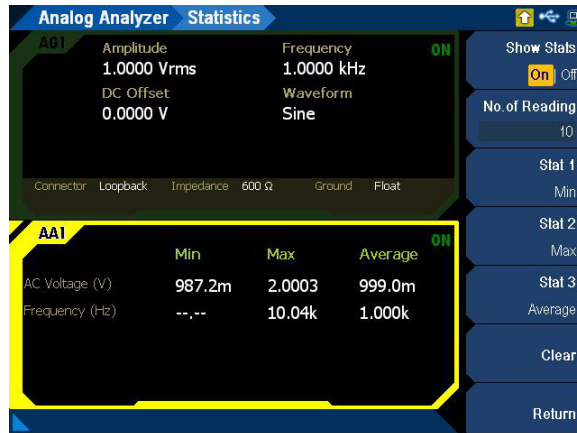 Analog Analyzer Statistics
AG1
ON
Amplitude Frequency
1.0000 Vrms 1.0000 kHz
DC Offset Waveform
0.0000 V Sine
Connector Loopback Impedance 600 Ω Ground Float
AA1
ON
Min Max Average
AC Voltage (V) 987.2m 2.0003 999.0m
Frequency (Hz) --.-- 10.04k 1.000k
Show Stats
On | Off
No.of Reading
10
Stat 1
Min
Stat 2
Max
Stat 3
Average
Clear
Return